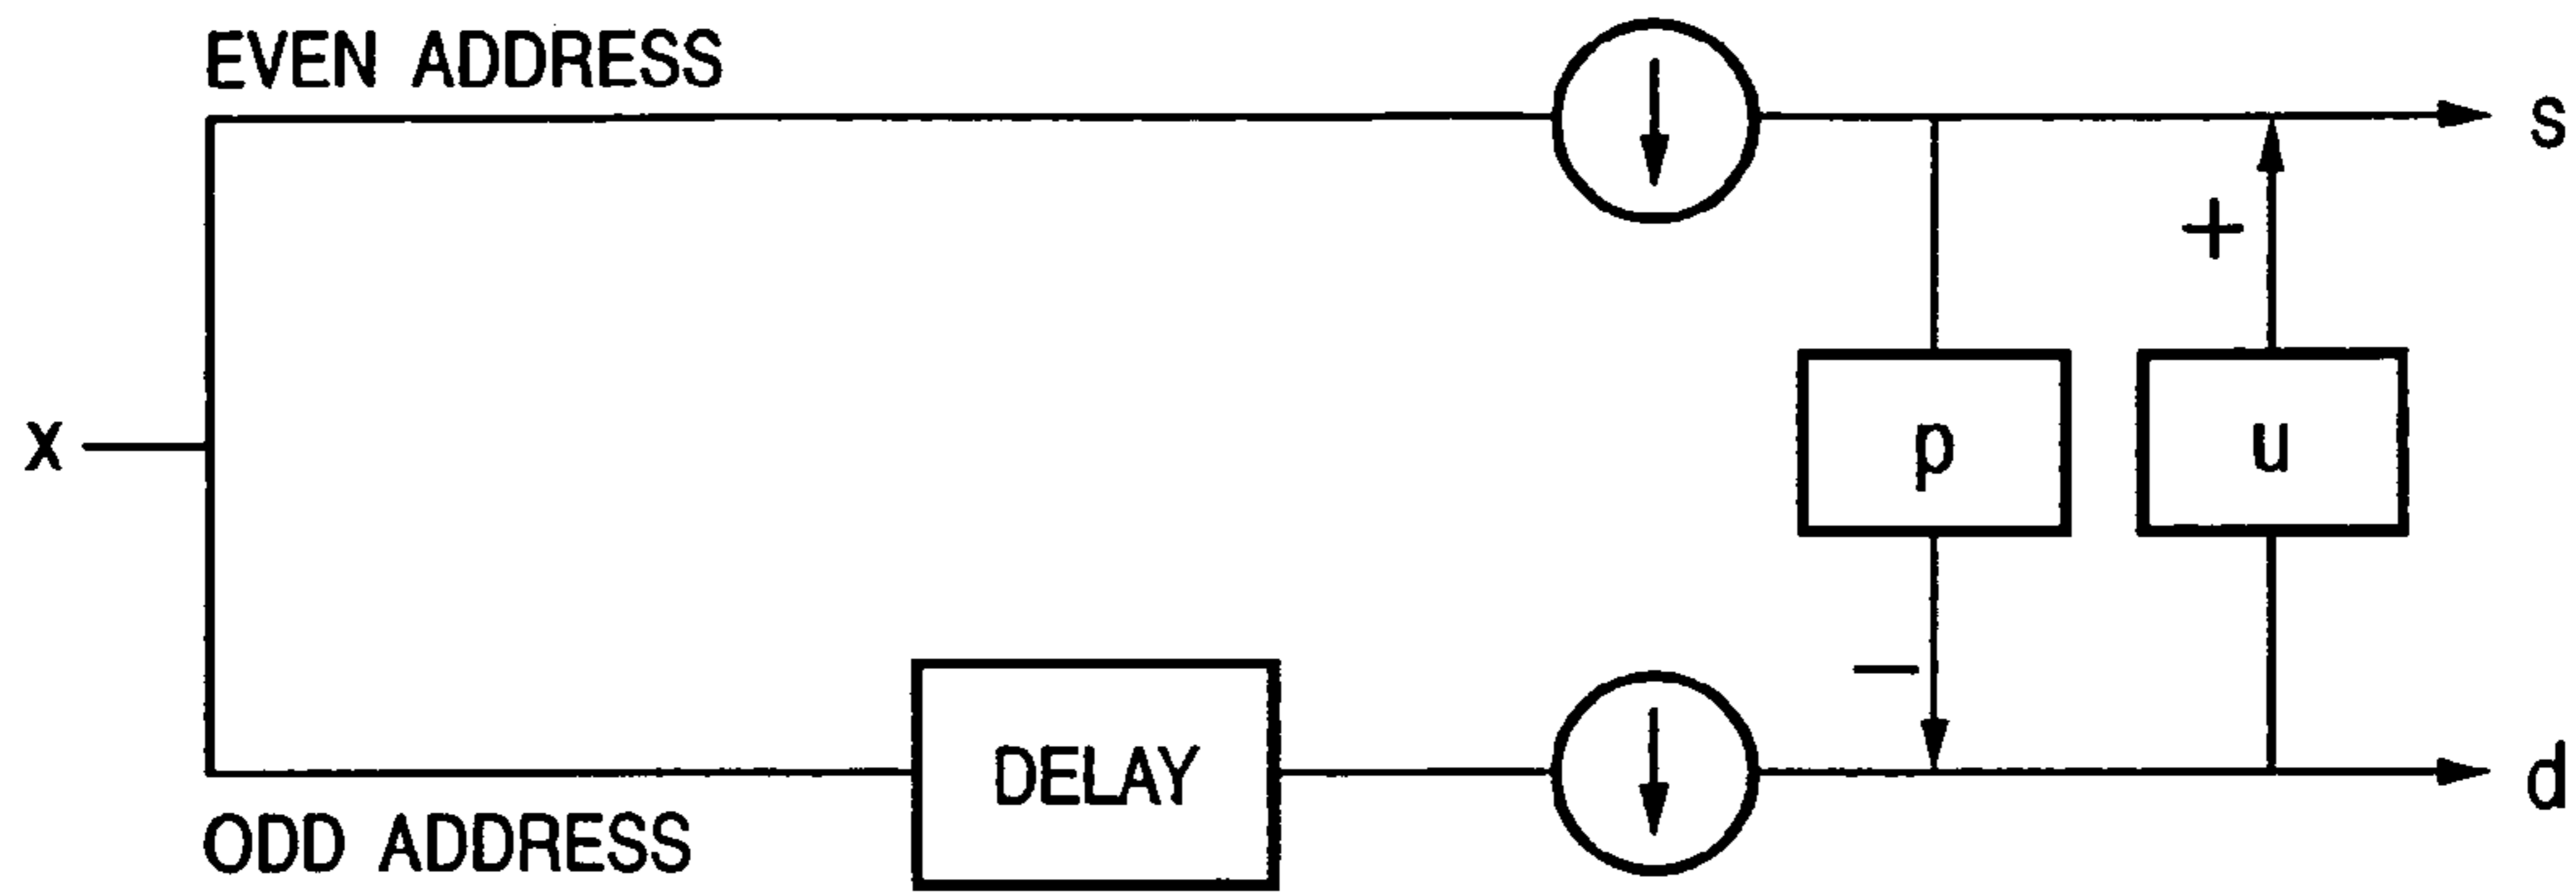 EVEN ADDRESS
s
+
x
p
u
−
DELAY
d
ODD ADDRESS